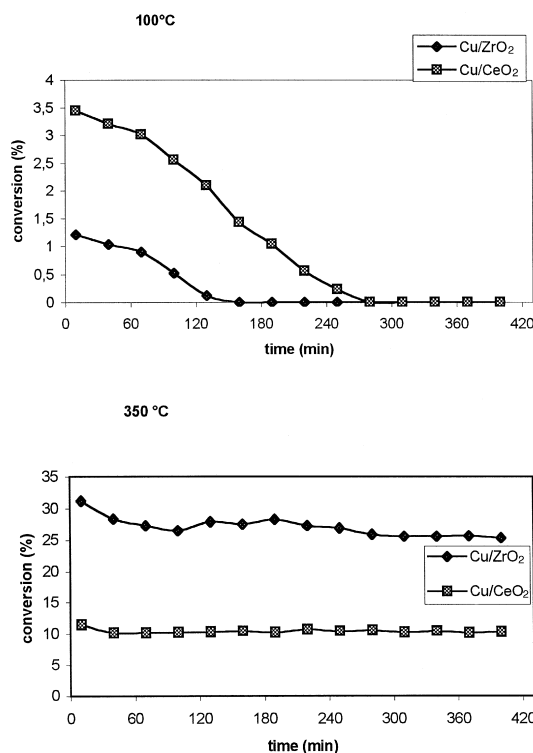 100°C
Cu/ZrO₂
Cu/CeO₂
4
3,5
3
2,5
2
1,5
1
0,5
0
conversion (%)
0 60 120 180 240 300 360 420
time (min)
350 °C
35
30
25
20
15
10
5
0
conversion (%)
Cu/ZrO₂
Cu/CeO₂
0 60 120 180 240 300 360 420
time (min)